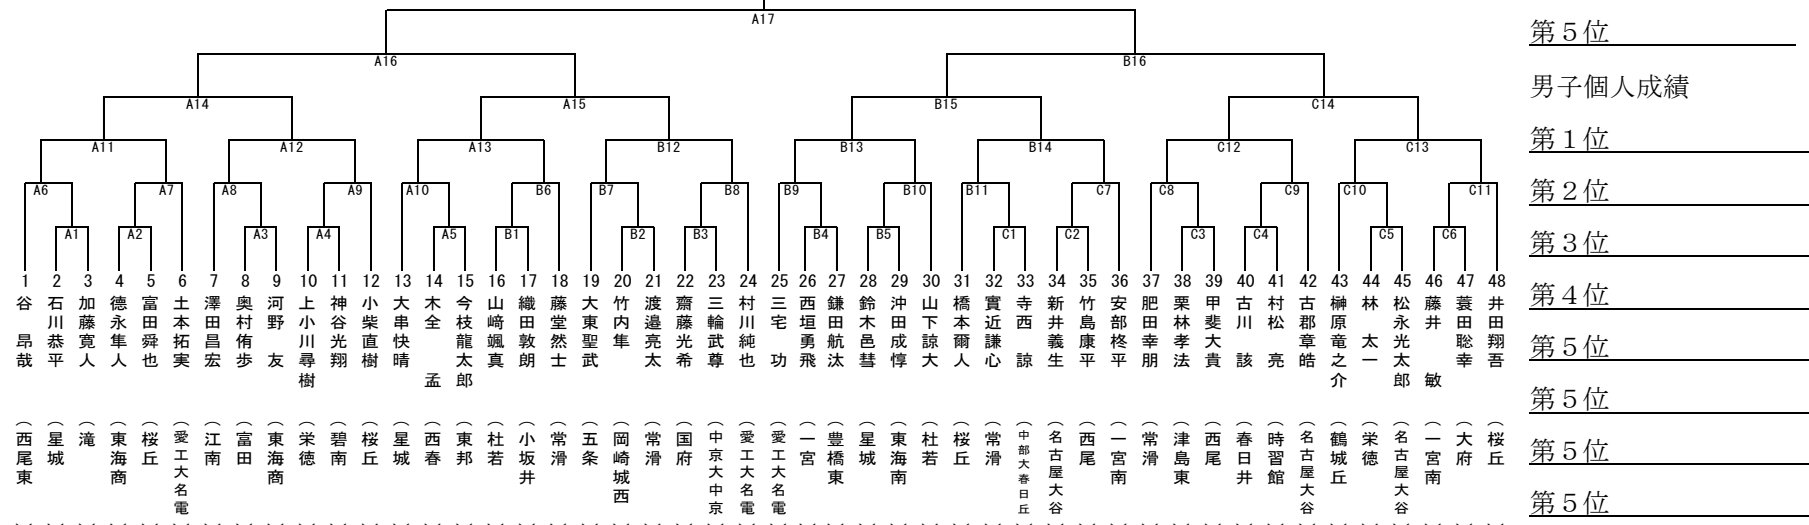 A17
A16
B16
A14
A15
B15
C14
A11
A12
A13
B12
B13
B14
C12
C13
A6
A7
A8
A9
A10
B6
B7
B8
B9
B10
B11
C7
C8
C9
C10
C11
A1
A2
A3
A4
A5
B1
B2
B3
B4
B5
C1
C2
C3
C4
C5
C6
1 谷 昂哉 (西尾東
2 石川恭平 (星城
3 加藤寛人 (滝
4 徳永隼人 (東海商
5 富田舜也 (桜丘
6 土本拓実 (愛工大名電
7 澤田昌宏 (江南
8 奥村侑歩 (富田
9 河野 友 (東海商
10 上小川尋樹 (栄徳
11 神谷光翔 (碧南
12 小柴直樹 (桜丘
13 大串快晴 (星城
14 木全 孟 (西春
15 今枝龍太郎 (東邦
16 山﨑颯真 (杜若
17 織田敦朗 (小坂井
18 藤堂然士 (常滑
19 大東聖武 (五条
20 竹内隼 (岡崎城西
21 渡邉亮太 (常滑
22 齋藤光希 (国府
23 三輪武尊 (中京大中京
24 村川純也 (愛工大名電
25 三宅 功 (愛工大名電
26 西垣勇飛 (一宮
27 鎌田航汰 (豊橋東
28 鈴木邑彗 (星城
29 沖田成惇 (東海南
30 山下諒大 (杜若
31 橋本爾人 (桜丘
32 實近謙心 (常滑
33 寺西 諒 (中部大春日丘
34 新井義生 (名古屋大谷
35 竹島康平 (西尾
36 安部柊平 (一宮南
37 肥田幸朋 (常滑
38 栗林孝法 (津島東
39 甲斐大貴 (西尾
40 古川 該 (春日井
41 村松 亮 (時習館
42 古郡章皓 (名古屋大谷
43 榊原竜之介 (鶴城丘
44 林 太一 (栄徳
45 松永光太郎 (名古屋大谷
46 藤井 敏 (一宮南
47 蓑田聡幸 (大府
48 井田翔吾 (桜丘
第５位
男子個人成績
第１位
第２位
第３位
第４位
第５位
第５位
第５位
第５位